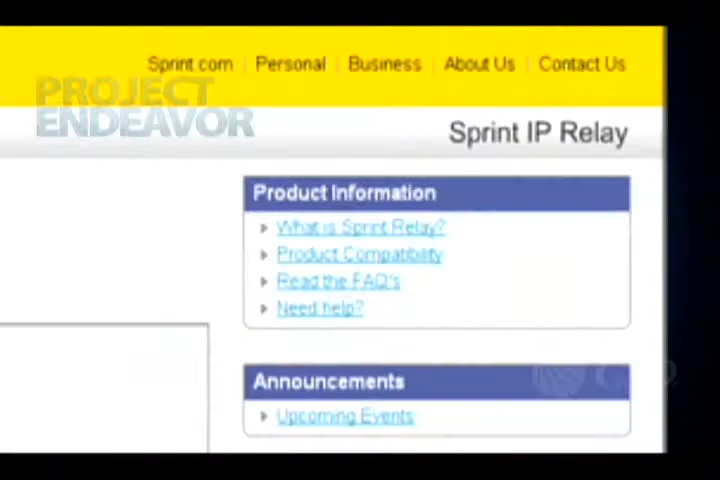 Sprint.com | Personal | Business | About Us | Contact Us
PROJECT
ENDEAVOR
Sprint IP Relay
Product Information
What is Sprint Relay?
Product Compatibility
Read the FAQ's
Need help?
Announcements
Upcoming Events